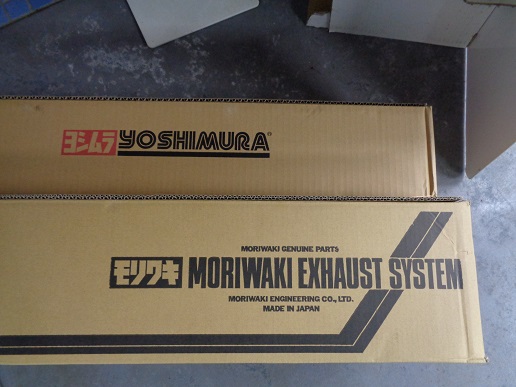 ヨシムラ YOSHIMURA®
MORIWAKI GENUINE PARTS
モリワキ MORIWAKI EXHAUST SYSTEM
MORIWAKI ENGINEERING CO., LTD.
MADE IN JAPAN